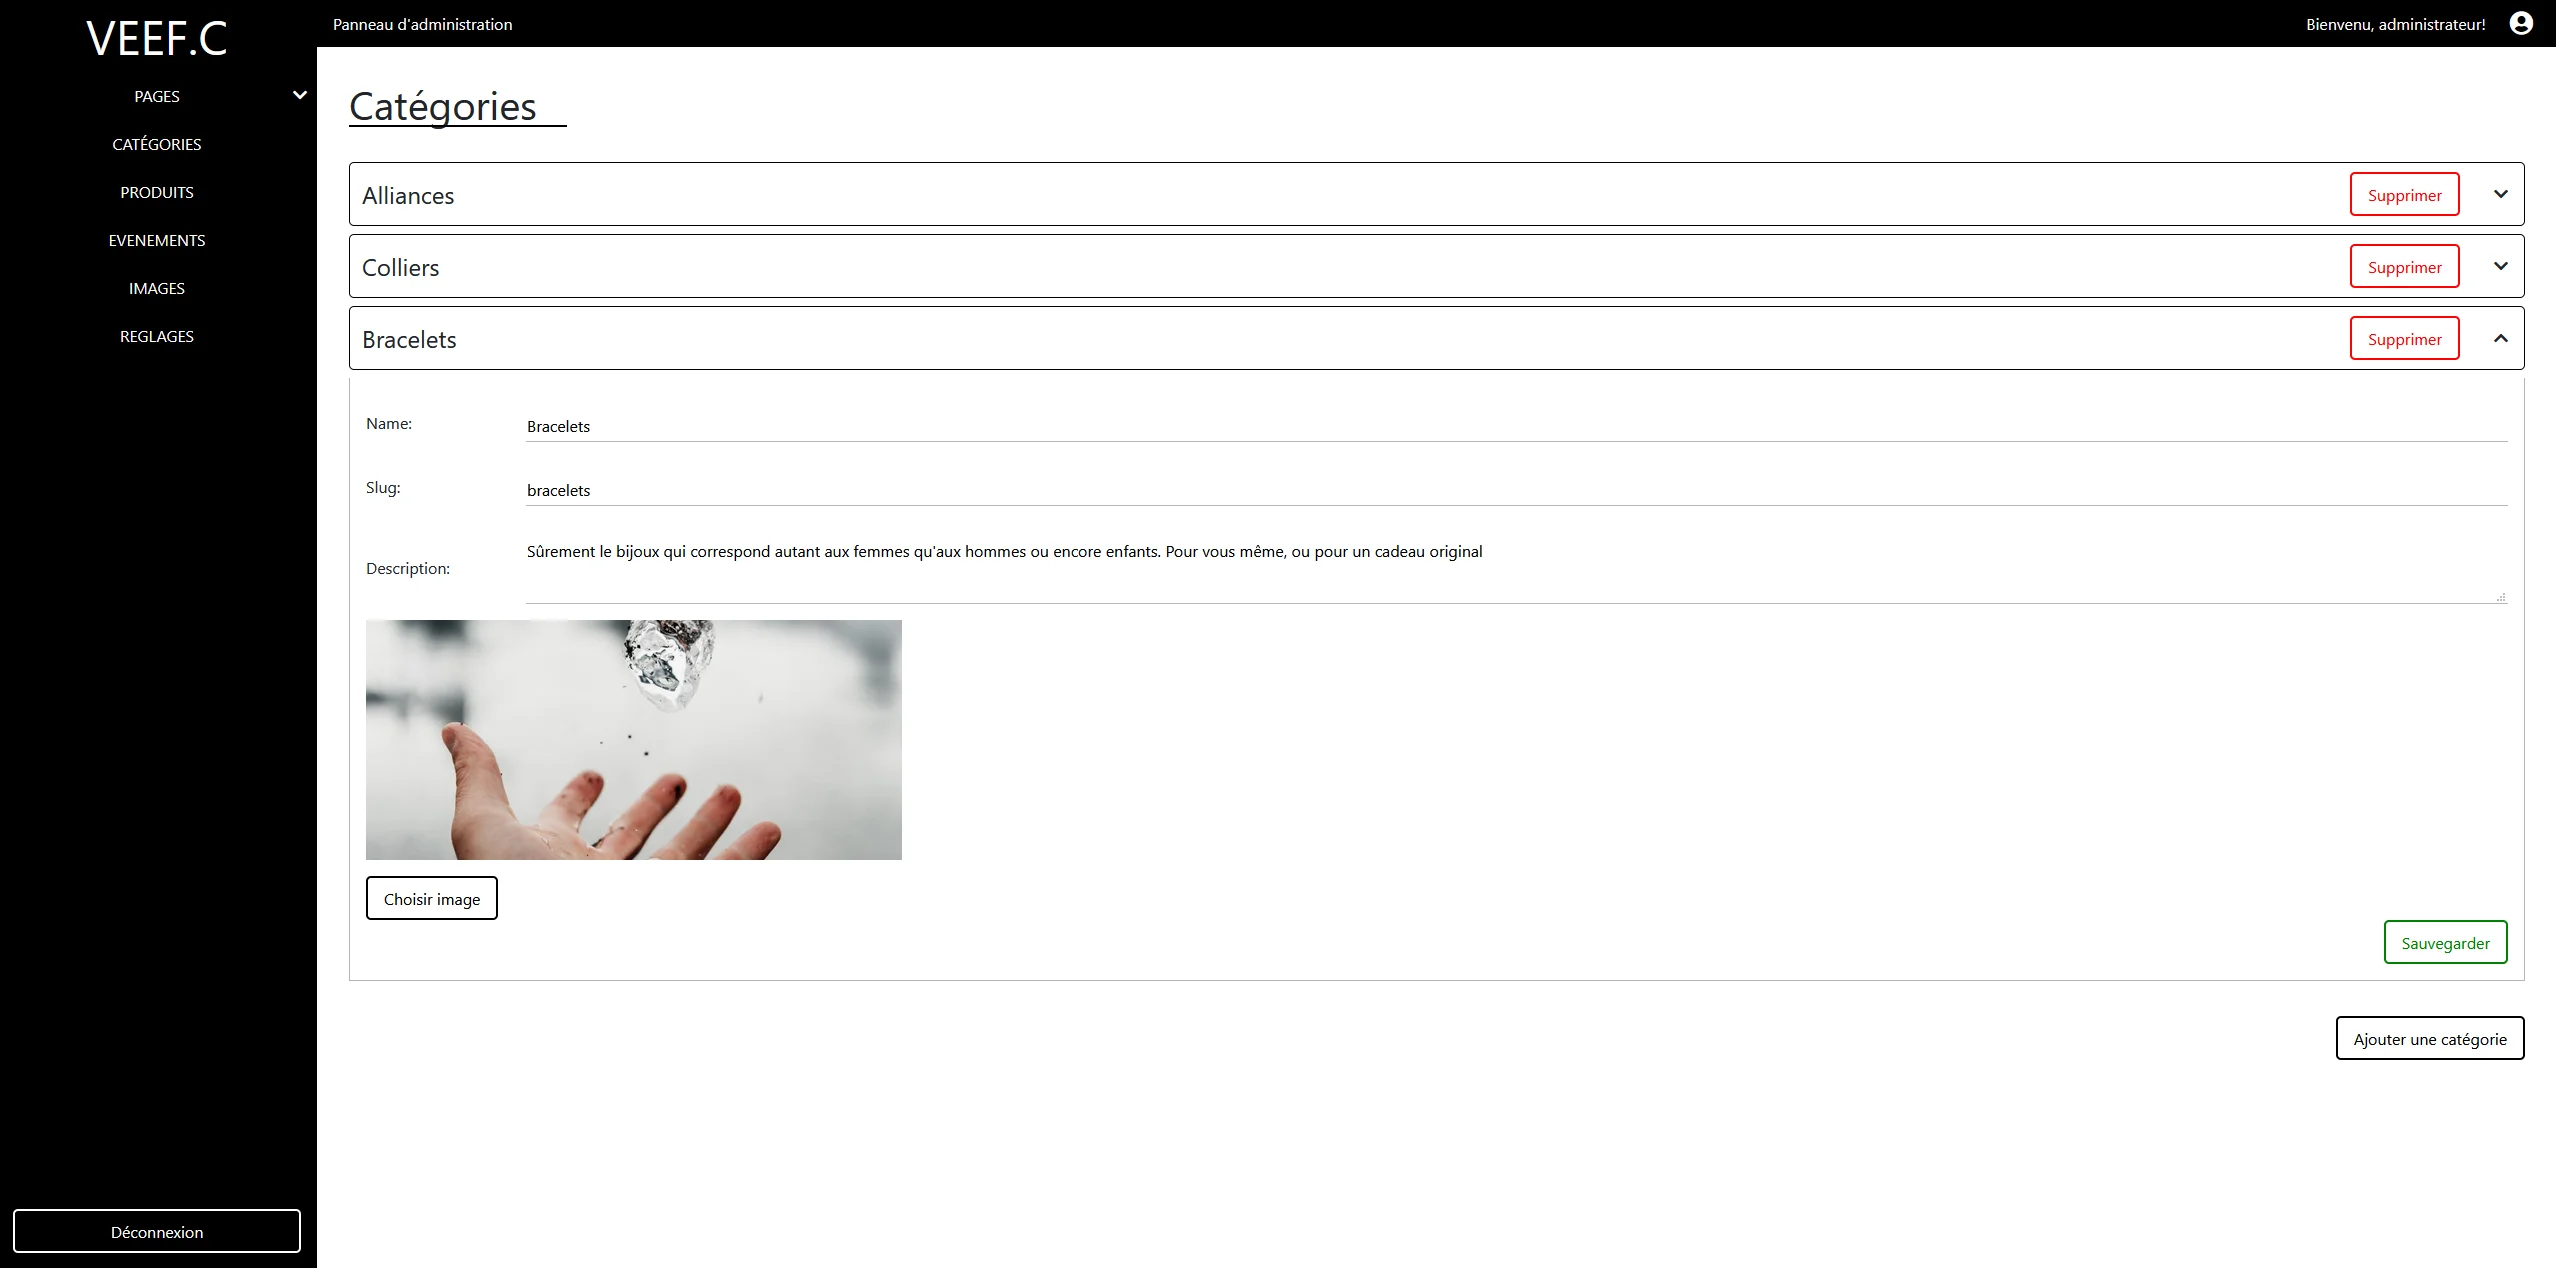 VEEF.C
Panneau d'administration
Bienvenu, administrateur!
PAGES
CATÉGORIES
PRODUITS
EVENEMENTS
IMAGES
REGLAGES
Déconnexion
Catégories
Alliances
Supprimer
Colliers
Supprimer
Bracelets
Supprimer
Name:
Bracelets
Slug:
bracelets
Description:
Sûrement le bijoux qui correspond autant aux femmes qu'aux hommes ou encore enfants. Pour vous même, ou pour un cadeau original
Choisir image
Sauvegarder
Ajouter une catégorie